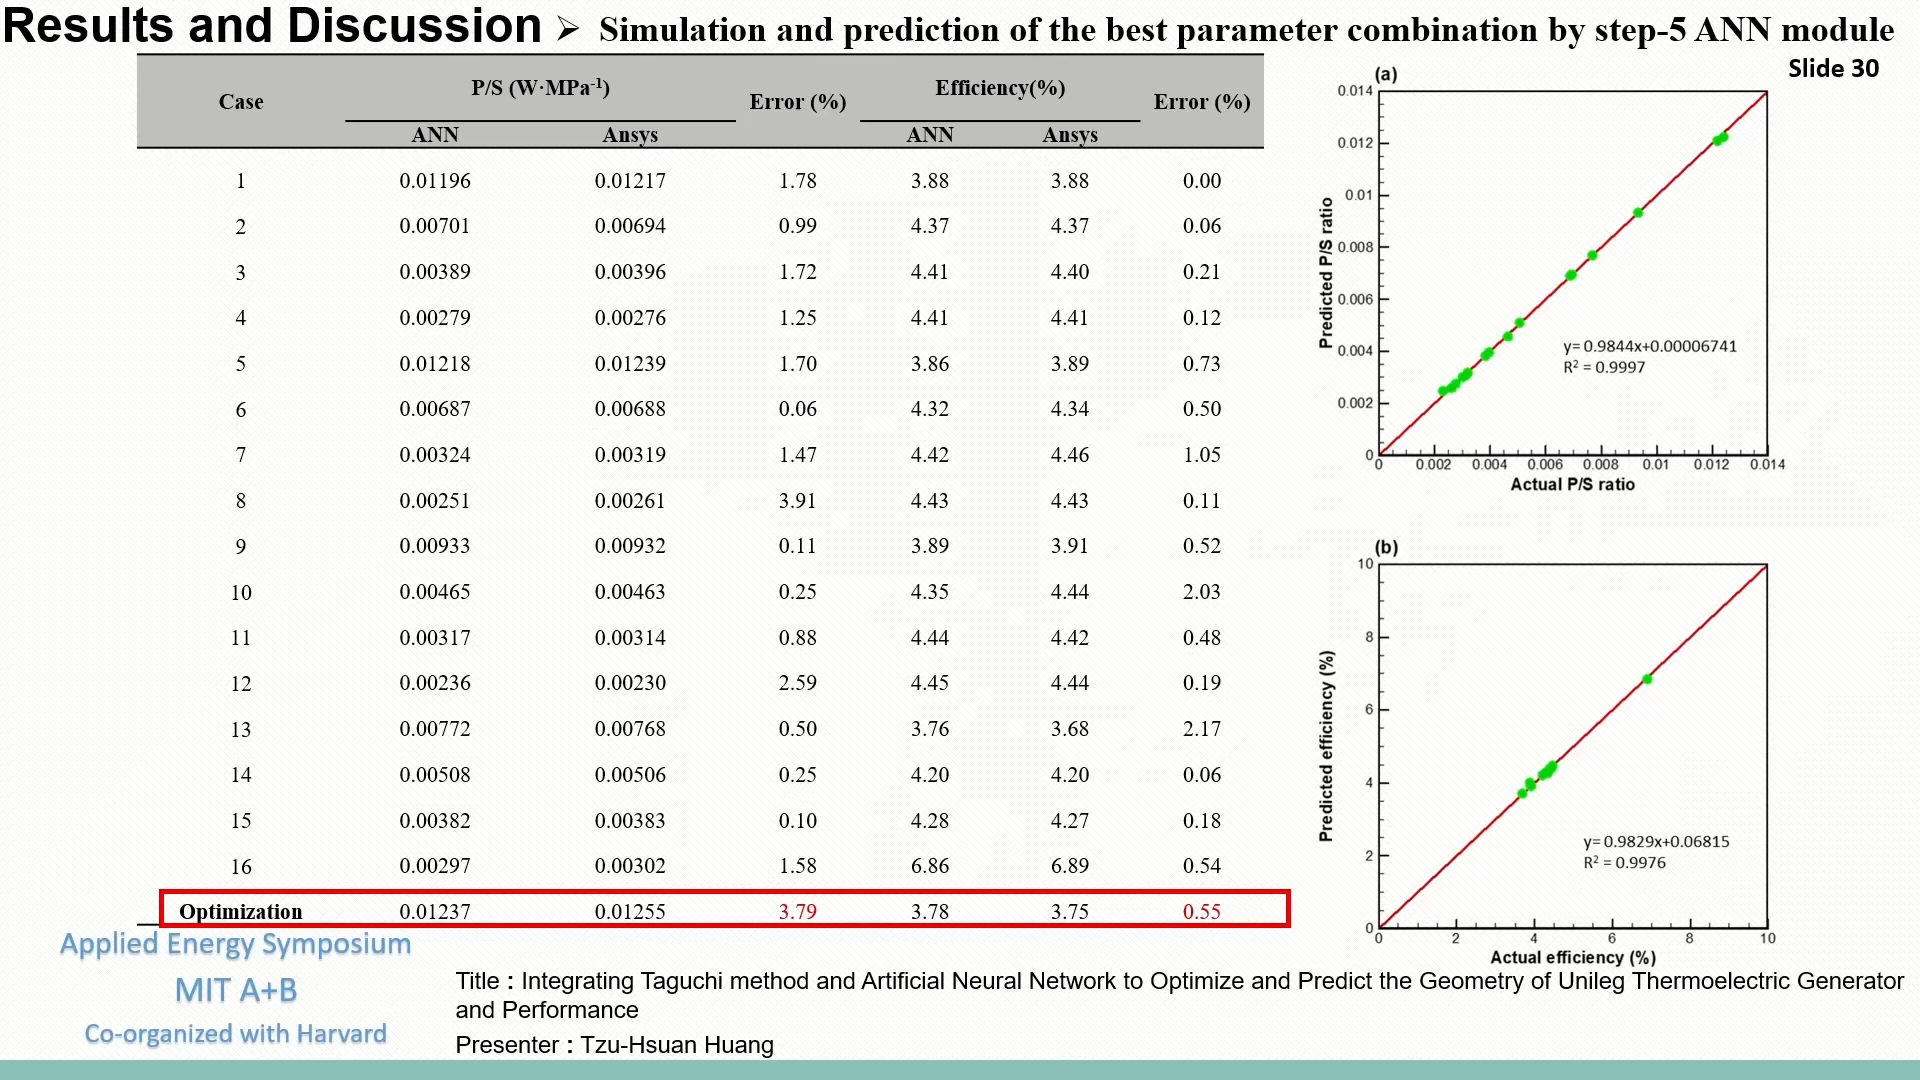 Results and Discussion ➢ Simulation and prediction of the best parameter combination by step-5 ANN module
Slide 30
Case P/S (W·MPa⁻¹) Error (%) Efficiency(%) Error (%)
ANN Ansys ANN Ansys
1 0.01196 0.01217 1.78 3.88 3.88 0.00
2 0.00701 0.00694 0.99 4.37 4.37 0.06
3 0.00389 0.00396 1.72 4.41 4.40 0.21
4 0.00279 0.00276 1.25 4.41 4.41 0.12
5 0.01218 0.01239 1.70 3.86 3.89 0.73
6 0.00687 0.00688 0.06 4.32 4.34 0.50
7 0.00324 0.00319 1.47 4.42 4.46 1.05
8 0.00251 0.00261 3.91 4.43 4.43 0.11
9 0.00933 0.00932 0.11 3.89 3.91 0.52
10 0.00465 0.00463 0.25 4.35 4.44 2.03
11 0.00317 0.00314 0.88 4.44 4.42 0.48
12 0.00236 0.00230 2.59 4.45 4.44 0.19
13 0.00772 0.00768 0.50 3.76 3.68 2.17
14 0.00508 0.00506 0.25 4.20 4.20 0.06
15 0.00382 0.00383 0.10 4.28 4.27 0.18
16 0.00297 0.00302 1.58 6.86 6.89 0.54
Optimization 0.01237 0.01255 3.79 3.78 3.75 0.55
(a)
Predicted P/S ratio
0.014
0.012
0.01
0.008
0.006
0.004
0.002
0
y= 0.9844x+0.00006741
R² = 0.9997
0 0.002 0.004 0.006 0.008 0.01 0.012 0.014
Actual P/S ratio
(b)
Predicted efficiency (%)
10
8
6
4
2
0
y= 0.9829x+0.06815
R² = 0.9976
0 2 4 6 8 10
Actual efficiency (%)
Applied Energy Symposium
MIT A+B
Co-organized with Harvard
Title : Integrating Taguchi method and Artificial Neural Network to Optimize and Predict the Geometry of Unileg Thermoelectric Generator
and Performance
Presenter : Tzu-Hsuan Huang